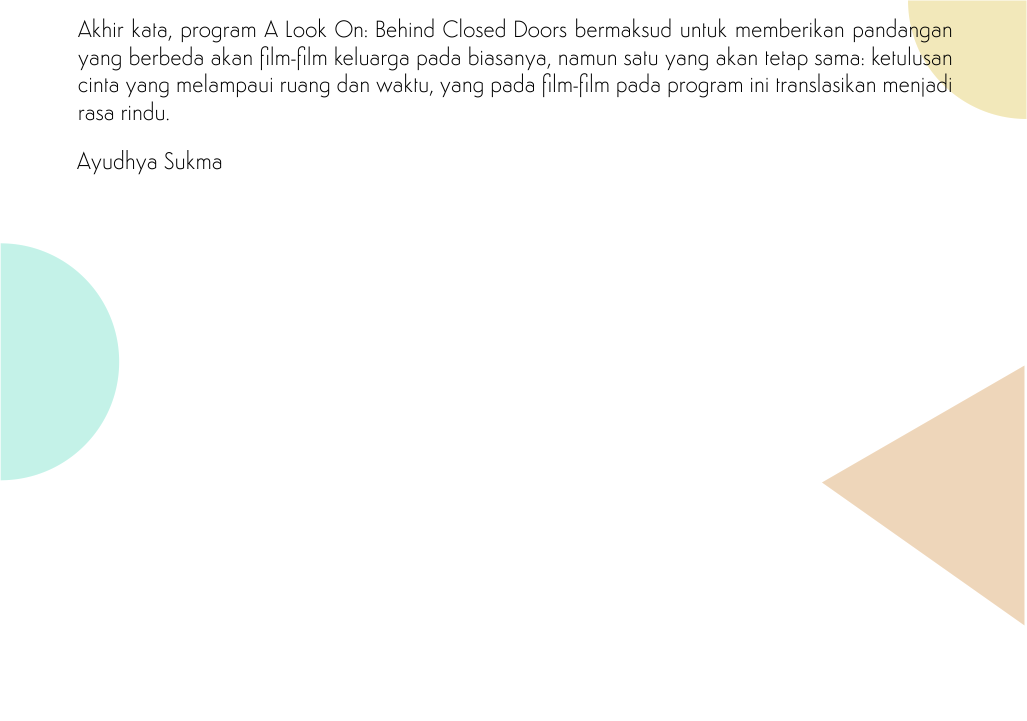 Akhir kata, program A Look On: Behind Closed Doors bermaksud untuk memberikan pandangan
yang berbeda akan film-film keluarga pada biasanya, namun satu yang akan tetap sama: ketulusan
cinta yang melampaui ruang dan waktu, yang pada film-film pada program ini translasikan menjadi
rasa rindu.
Ayudhya Sukma